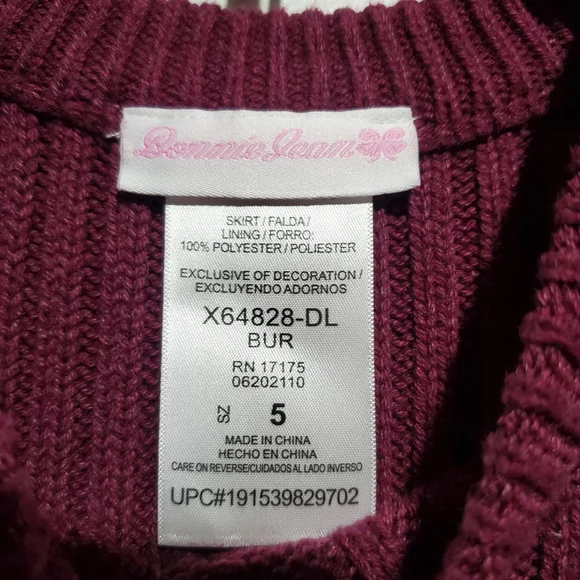 Bonnie Jean
SKIRT / FALDA /
LINING / FORRO:
100% POLYESTER / POLIESTER
EXCLUSIVE OF DECORATION /
EXCLUYENDO ADORNOS
X64828-DL
BUR
RN 17175
06202110
SZ 5
MADE IN CHINA
HECHO EN CHINA
CARE ON REVERSE/CUIDADOS AL LADO INVERSO
UPC#191539829702